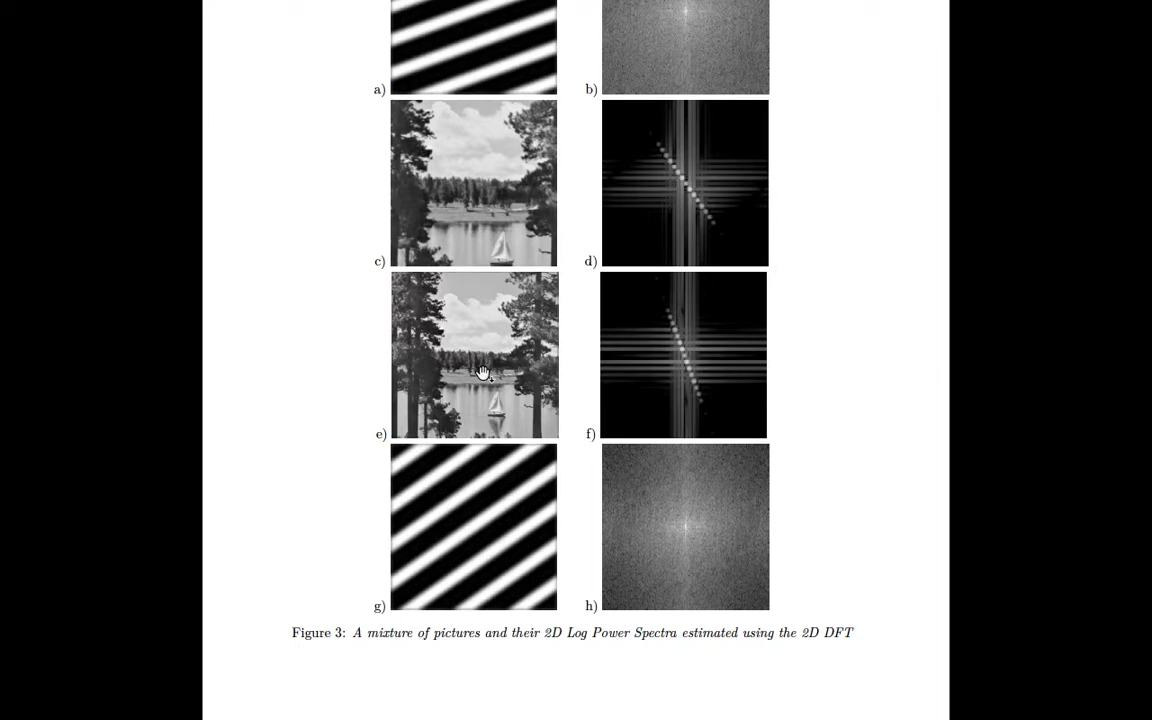 a)
b)
c)
d)
e)
f)
g)
h)
Figure 3: A mixture of pictures and their 2D Log Power Spectra estimated using the 2D DFT